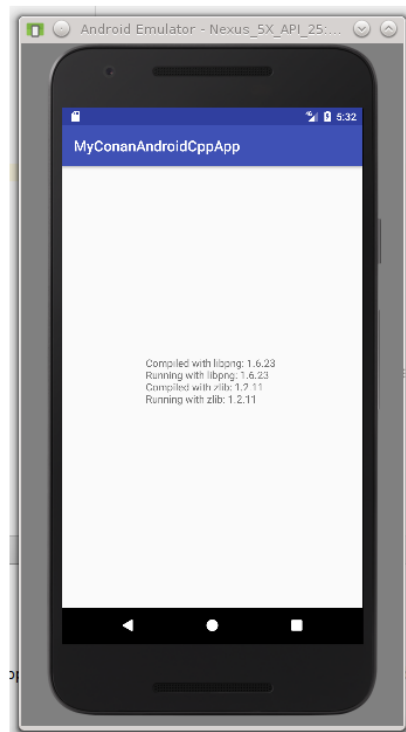 Android Emulator - Nexus_5X_API_25:...
5:32
MyConanAndroidCppApp
Compiled with libpng: 1.6.23
Running with libpng: 1.6.23
Compiled with zlib: 1.2.11
Running with zlib: 1.2.11